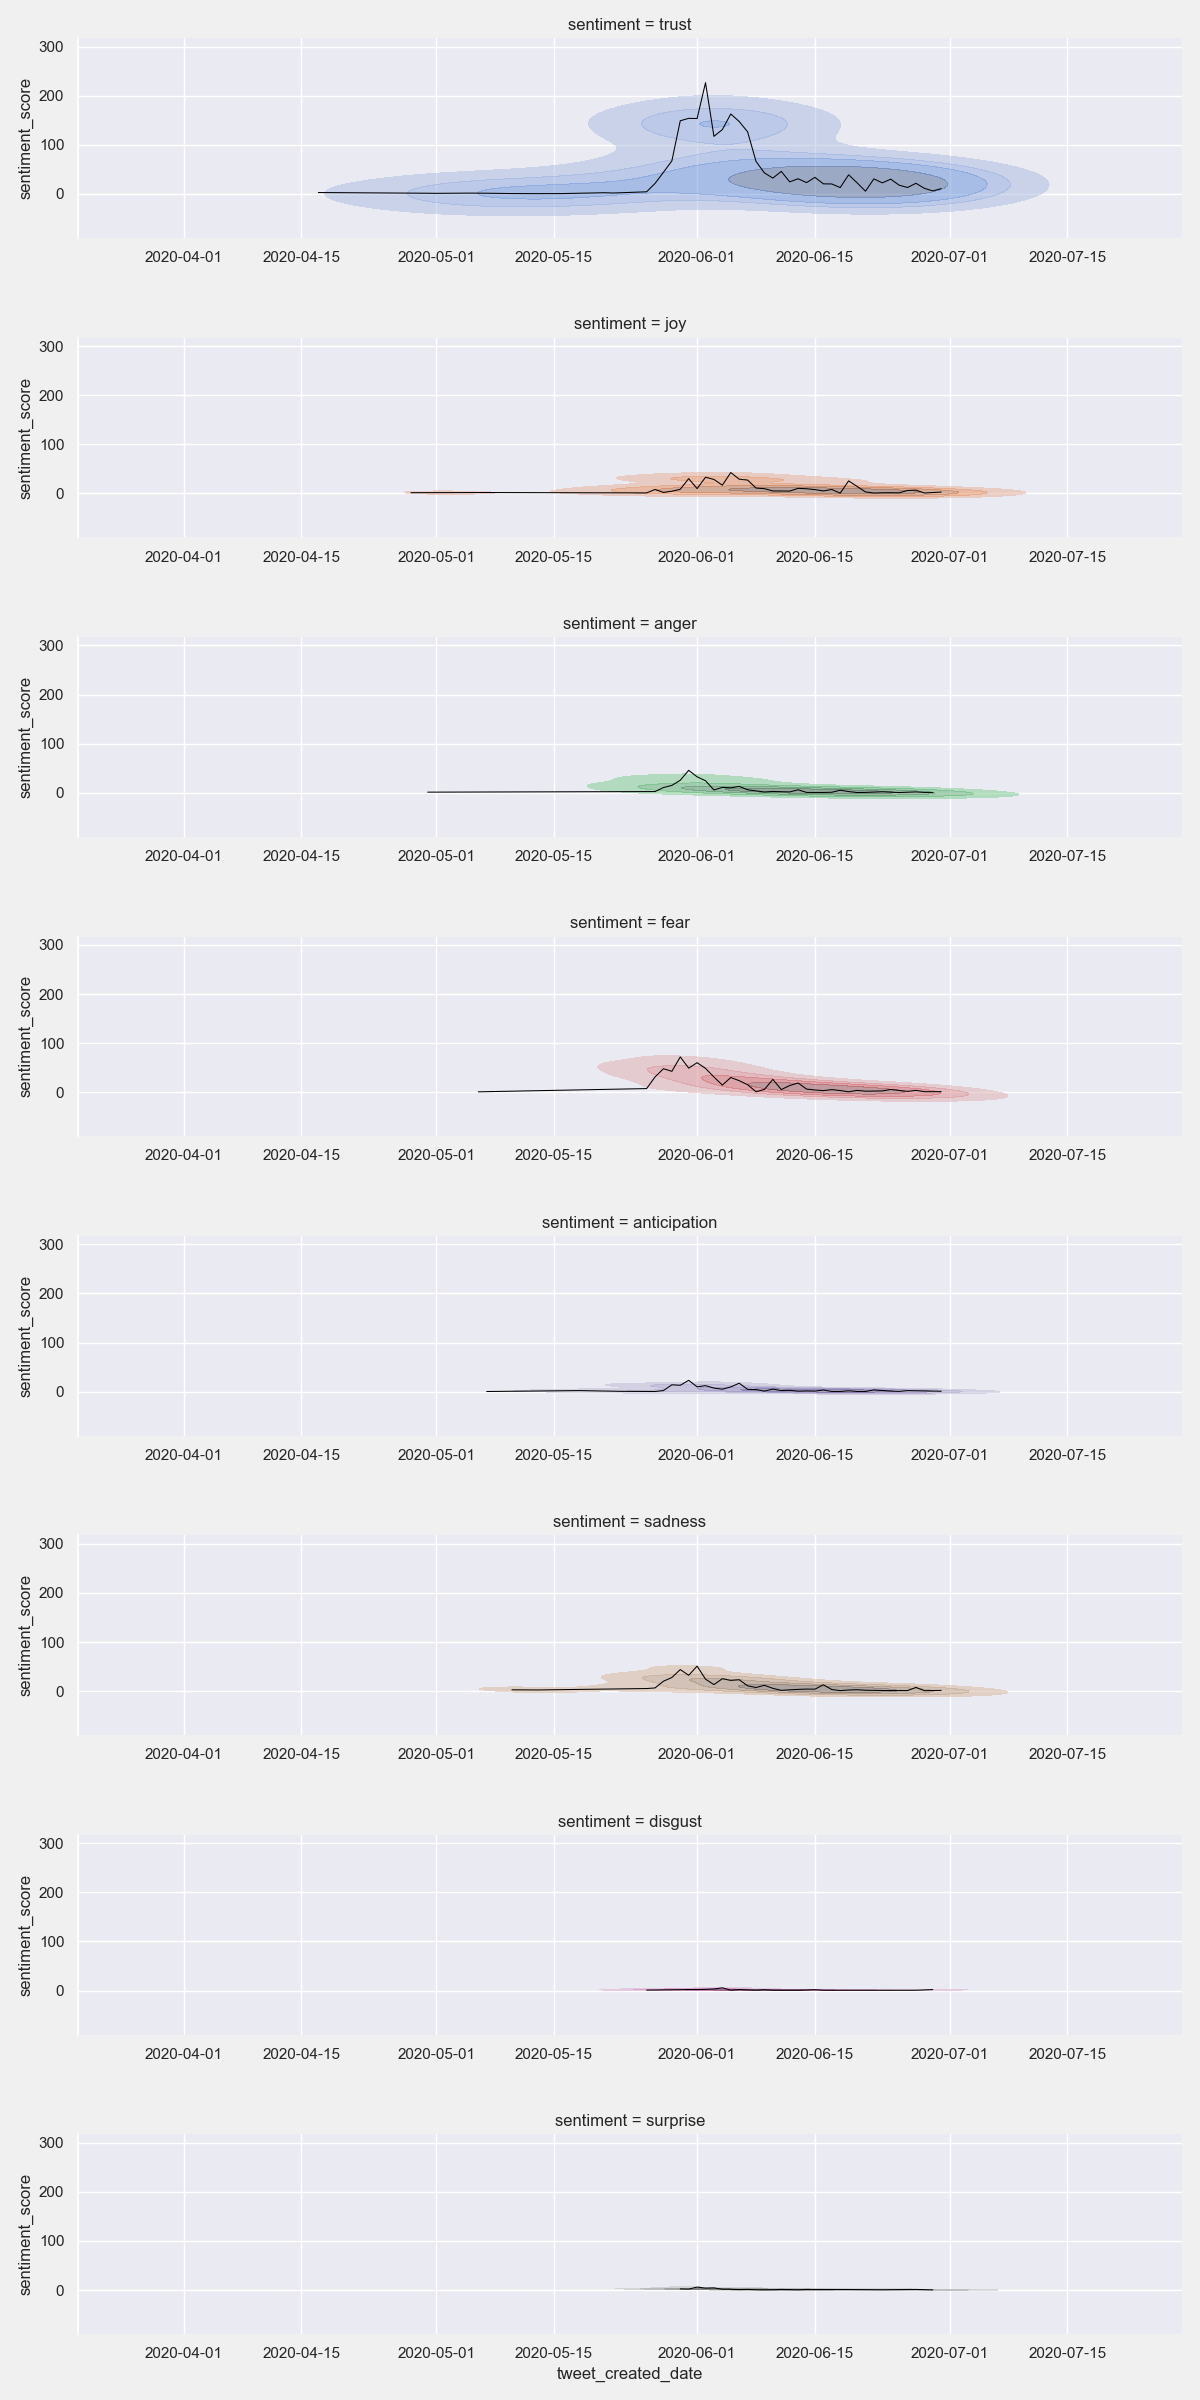 sentiment = trust
300
200
100
0
sentiment_score
2020-04-01 2020-04-15 2020-05-01 2020-05-15 2020-06-01 2020-06-15 2020-07-01 2020-07-15
sentiment = joy
300
200
100
0
sentiment_score
2020-04-01 2020-04-15 2020-05-01 2020-05-15 2020-06-01 2020-06-15 2020-07-01 2020-07-15
sentiment = anger
300
200
100
0
sentiment_score
2020-04-01 2020-04-15 2020-05-01 2020-05-15 2020-06-01 2020-06-15 2020-07-01 2020-07-15
sentiment = fear
300
200
100
0
sentiment_score
2020-04-01 2020-04-15 2020-05-01 2020-05-15 2020-06-01 2020-06-15 2020-07-01 2020-07-15
sentiment = anticipation
300
200
100
0
sentiment_score
2020-04-01 2020-04-15 2020-05-01 2020-05-15 2020-06-01 2020-06-15 2020-07-01 2020-07-15
sentiment = sadness
300
200
100
0
sentiment_score
2020-04-01 2020-04-15 2020-05-01 2020-05-15 2020-06-01 2020-06-15 2020-07-01 2020-07-15
sentiment = disgust
300
200
100
0
sentiment_score
2020-04-01 2020-04-15 2020-05-01 2020-05-15 2020-06-01 2020-06-15 2020-07-01 2020-07-15
sentiment = surprise
300
200
100
0
sentiment_score
2020-04-01 2020-04-15 2020-05-01 2020-05-15 2020-06-01 2020-06-15 2020-07-01 2020-07-15
tweet_created_date